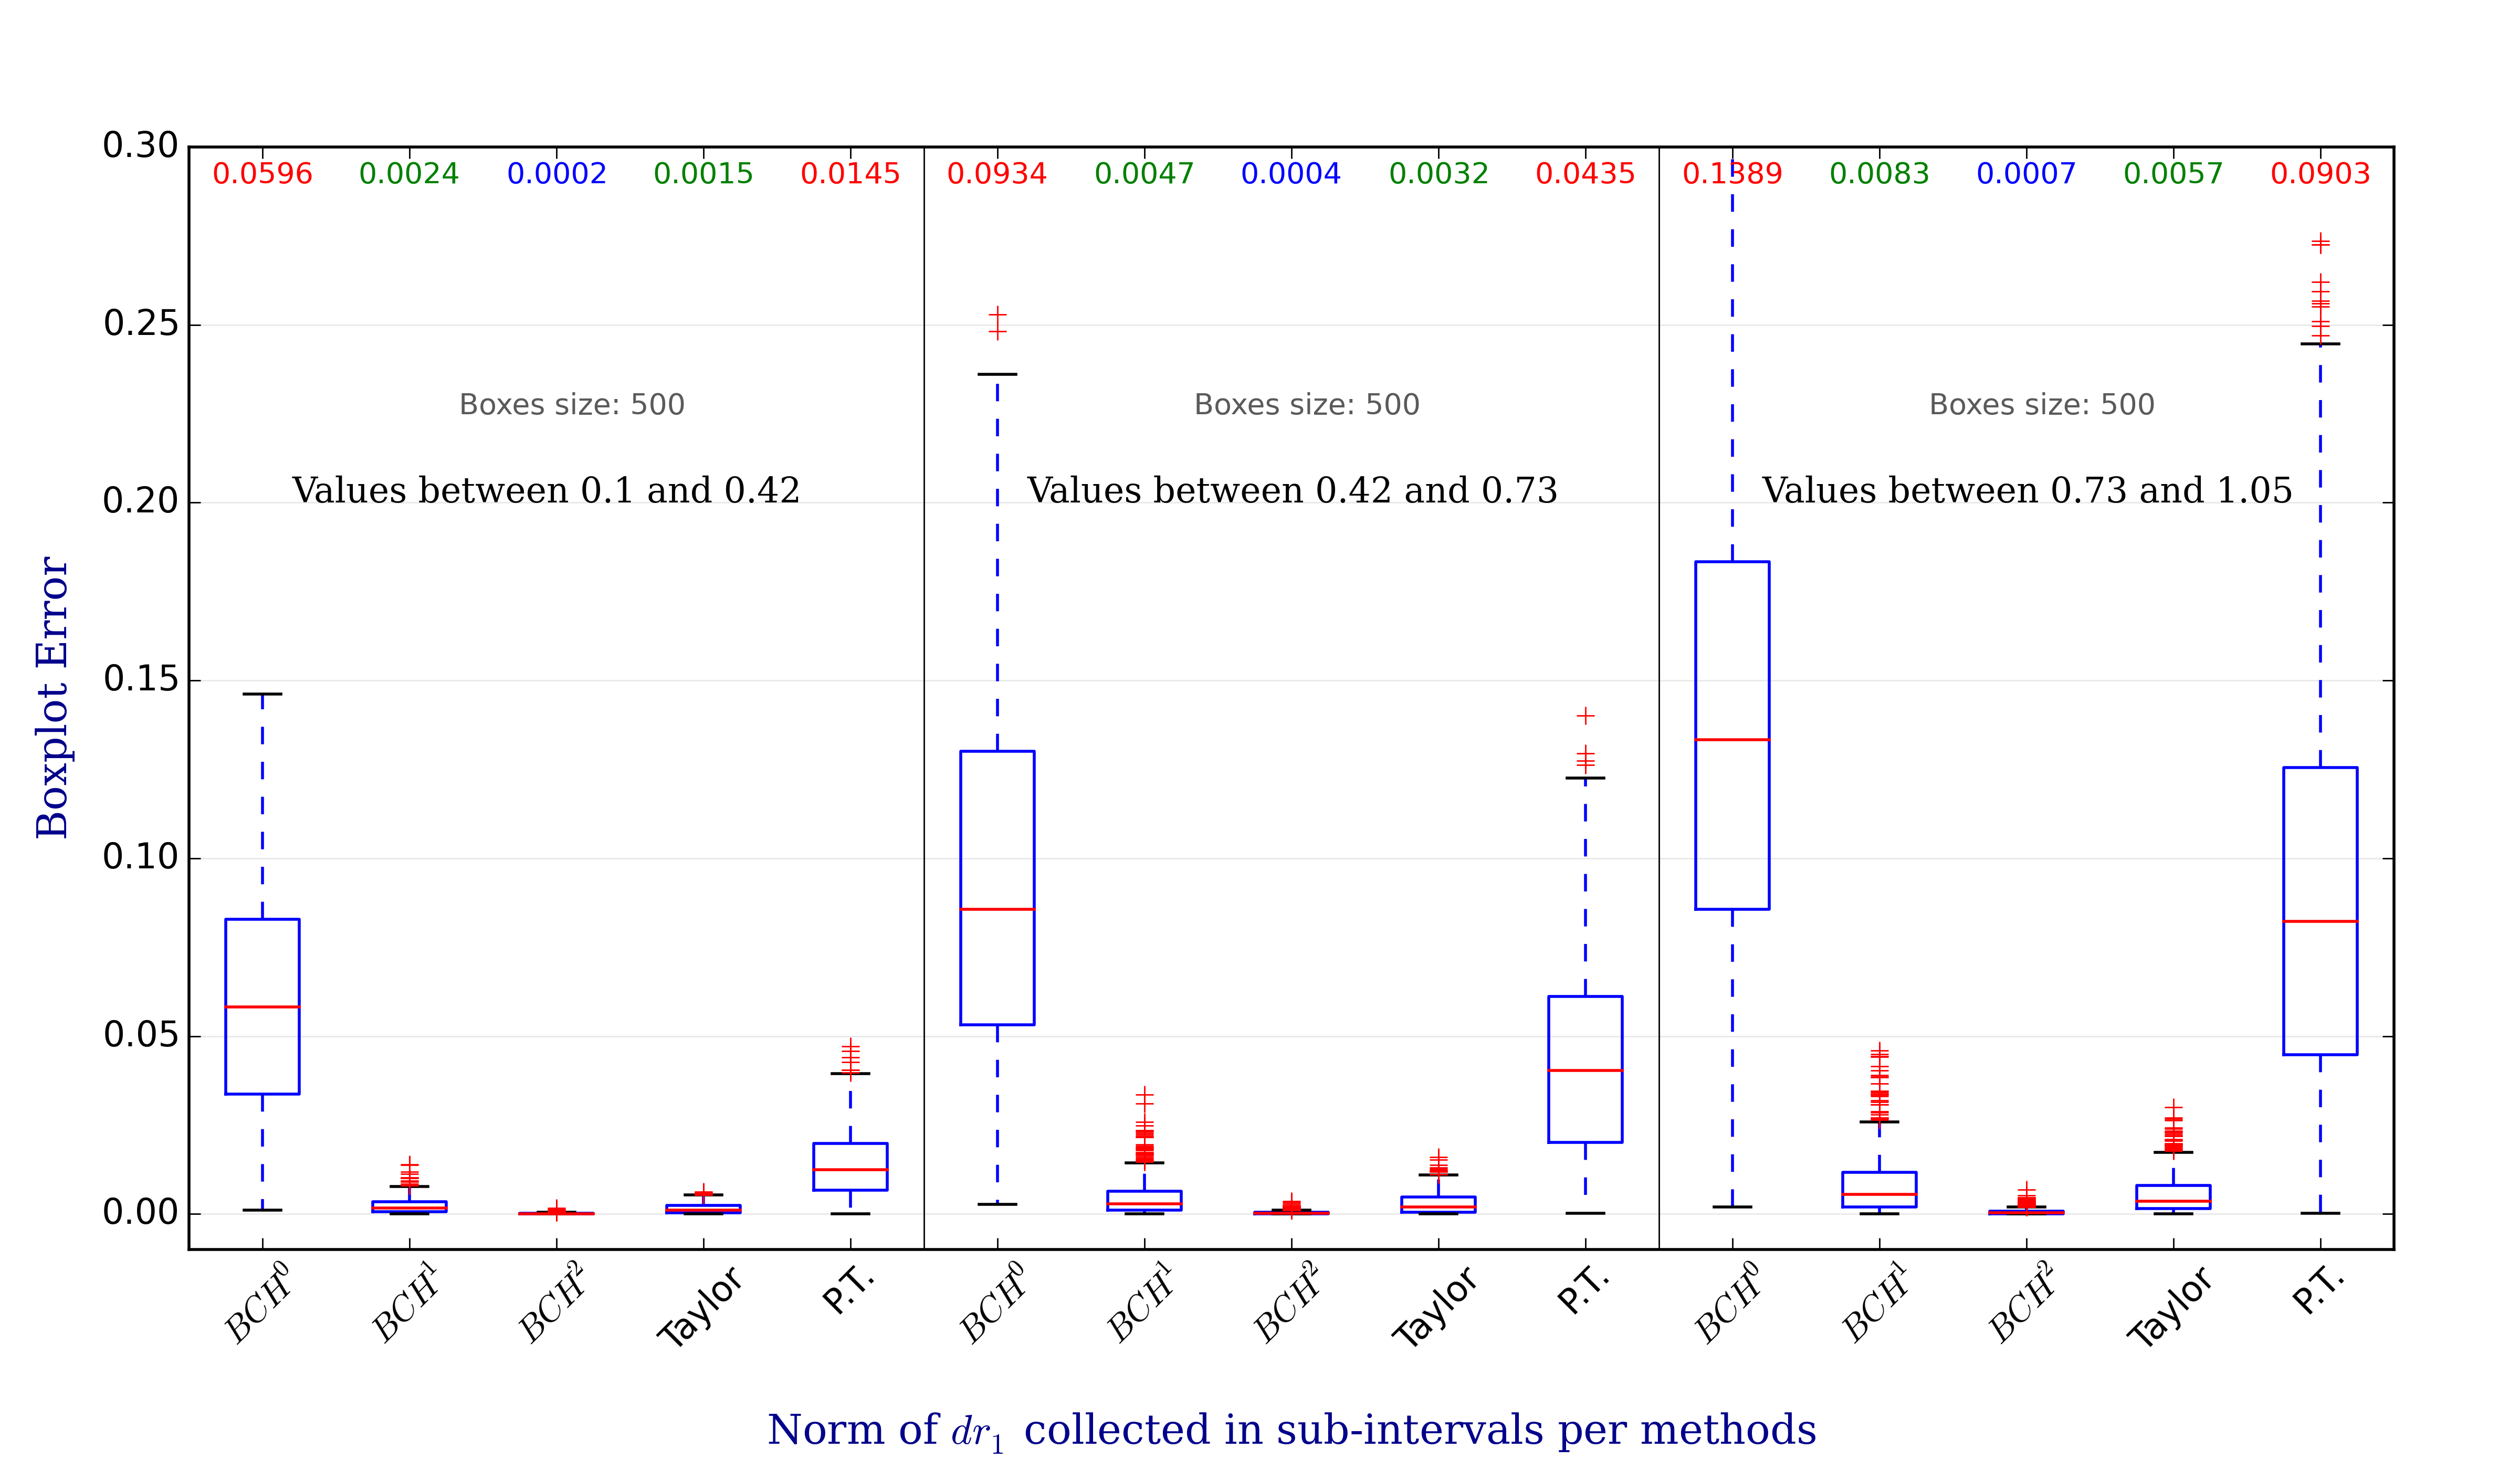 0.30
0.25
0.20
0.15
0.10
0.05
0.00
Boxplot Error
0.0596 0.0024 0.0002 0.0015 0.0145 0.0934 0.0047 0.0004 0.0032 0.0435 0.1389 0.0083 0.0007 0.0057 0.0903
Boxes size: 500 Boxes size: 500 Boxes size: 500
Values between 0.1 and 0.42 Values between 0.42 and 0.73 Values between 0.73 and 1.05
BCH⁰ BCH¹ BCH² Taylor P.T. BCH⁰ BCH¹ BCH² Taylor P.T. BCH⁰ BCH¹ BCH² Taylor P.T.
Norm of dr₁ collected in sub-intervals per methods